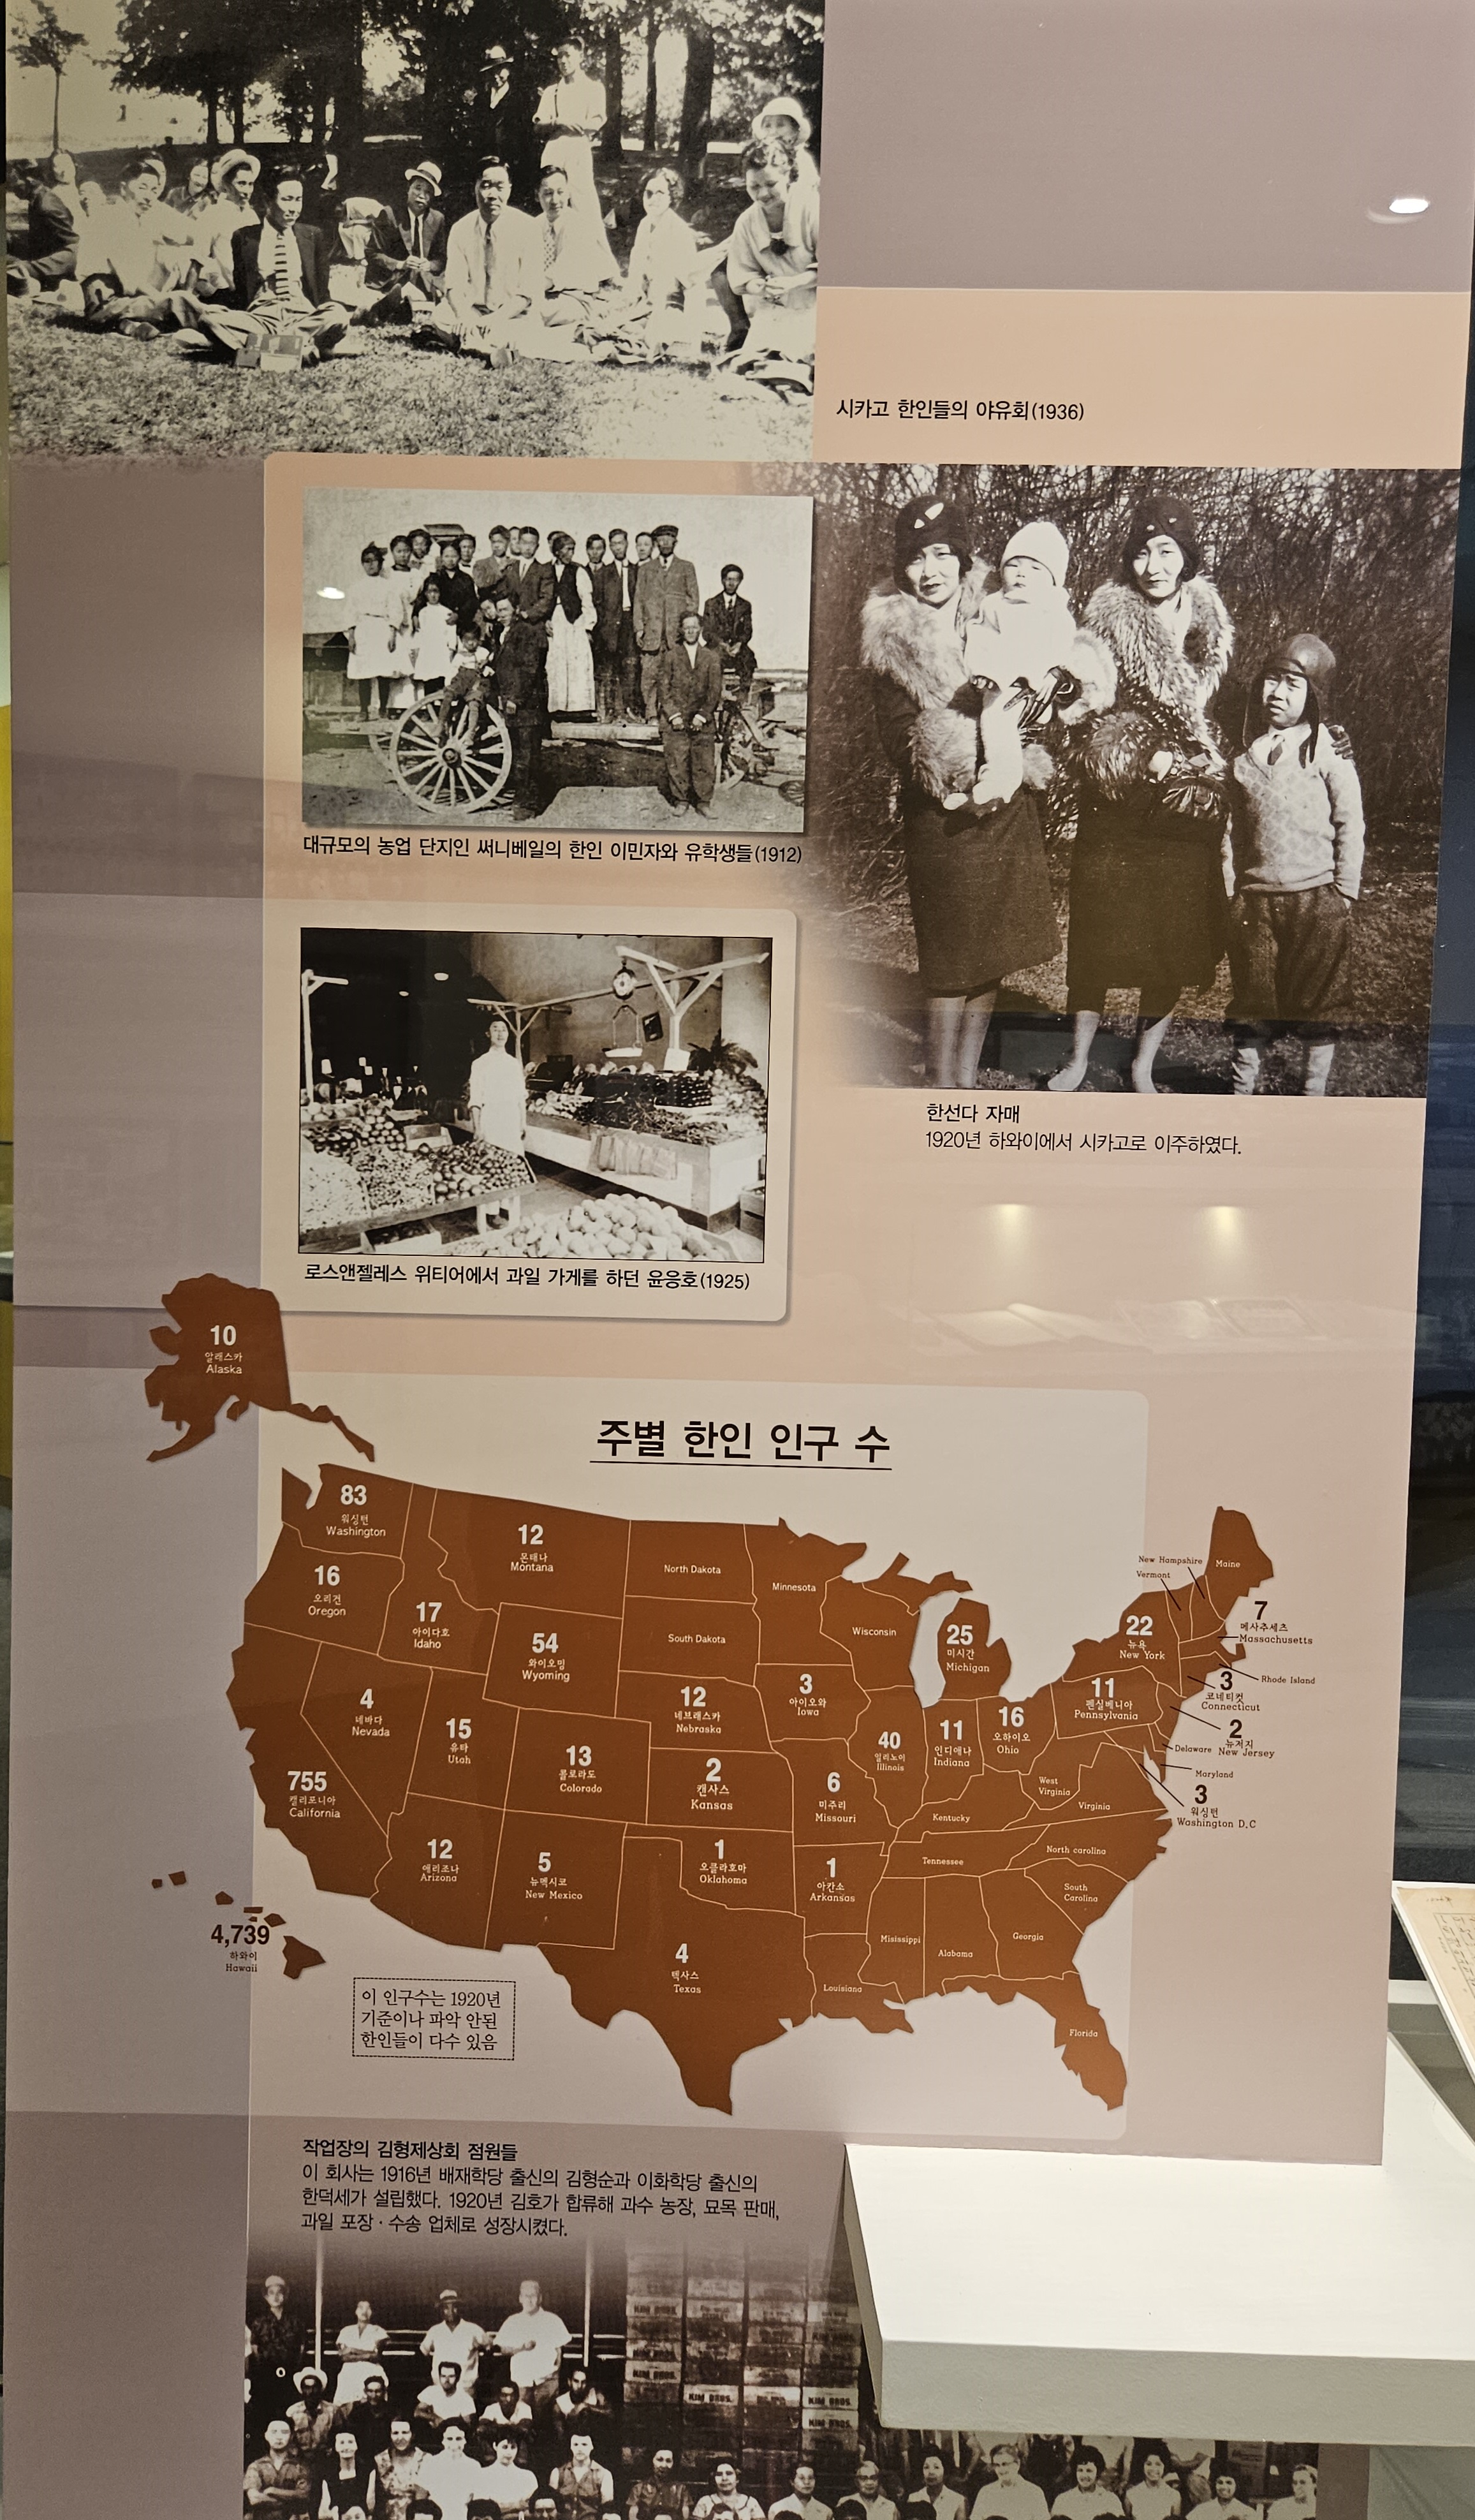 시카고 한인들의 야유회(1936)
대규모의 농업 단지인 써니베일의 한인 이민자와 유학생들(1912)
한선다 자매
1920년 하와이에서 시카고로 이주하였다.
로스앤젤레스 위티어에서 과일 가게를 하던 윤응호(1925)
주별 한인 인구 수
10
알래스카
Alaska
83
워싱턴
Washington
16
오리건
Oregon
17
아이다호
Idaho
12
몬태나
Montana
54
와이오밍
Wyoming
North Dakota
South Dakota
Minnesota
Wisconsin
25
미시간
Michigan
New Hampshire
Vermont
Maine
22
뉴욕
New York
7
메사추세츠
Massachusetts
Rhode Island
3
코네티컷
Connecticut
11
펜실베니아
Pennsylvania
2
뉴저지
New Jersey
Delaware
Maryland
3
워싱턴
Washington D.C
4
네바다
Nevada
15
유타
Utah
13
콜로라도
Colorado
12
네브래스카
Nebraska
3
아이오와
Iowa
40
일리노이
Illinois
11
인디애나
Indiana
16
오하이오
Ohio
West
Virginia
Virginia
755
캘리포니아
California
2
캔사스
Kansas
6
미주리
Missouri
Kentucky
12
애리조나
Arizona
5
뉴멕시코
New Mexico
1
오클라호마
Oklahoma
1
아칸소
Arkansas
Tennessee
North carolina
South
Carolina
4
텍사스
Texas
Louisiana
Misissippi
Alabama
Georgia
Florida
4,739
하와이
Hawaii
이 인구수는 1920년
기준이나 파악 안된
한인들이 다수 있음
작업장의 김형제상회 점원들
이 회사는 1916년 배재학당 출신의 김형순과 이화학당 출신의
한덕세가 설립했다. 1920년 김호가 합류해 과수 농장, 묘목 판매,
과일 포장 · 수송 업체로 성장시켰다.
KIM BROS.
KIM BROS.
KIM BROS.
KIM BROS.